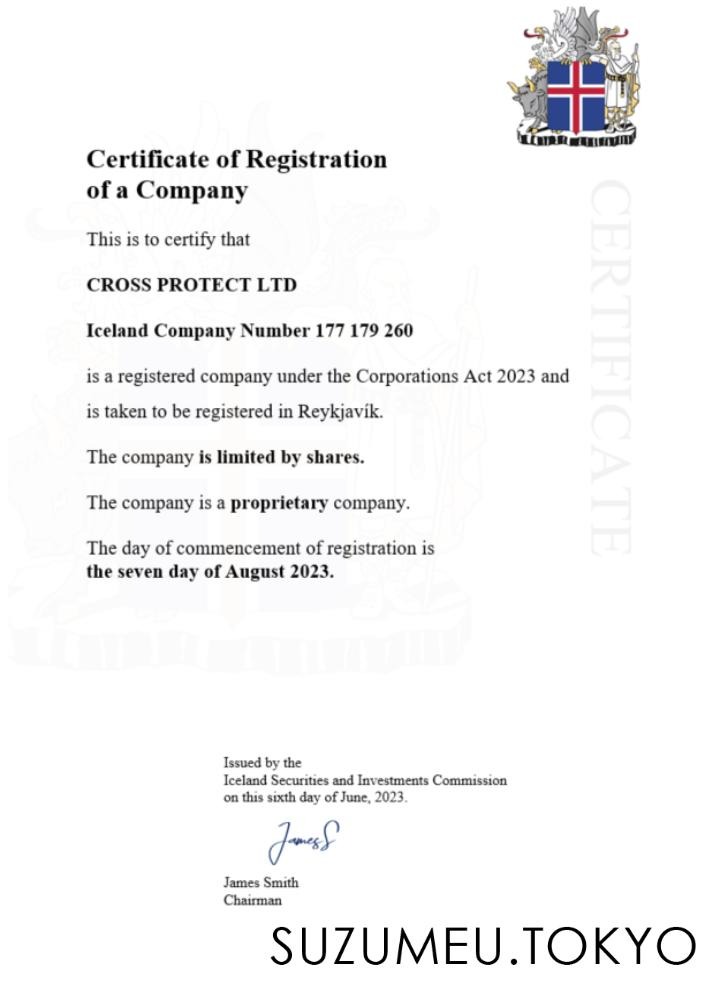 Certificate of Registration
of a Company
This is to certify that
CROSS PROTECT LTD
Iceland Company Number 177 179 260
is a registered company under the Corporations Act 2023 and
is taken to be registered in Reykjavík.
The company is limited by shares.
The company is a proprietary company.
The day of commencement of registration is
the seven day of August 2023.
CERTIFICATE
Issued by the
Iceland Securities and Investments Commission
on this sixth day of June, 2023.
JamesS
James Smith
Chairman
SUZUMEU.TOKYO